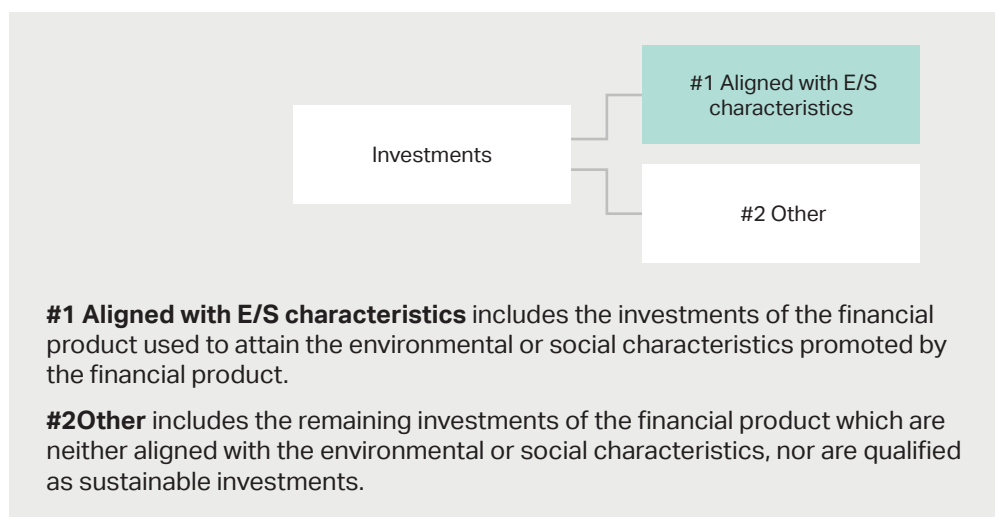 #1 Aligned with E/S
characteristics
Investments
#2 Other
#1 Aligned with E/S characteristics includes the investments of the financial
product used to attain the environmental or social characteristics promoted by
the financial product.
#2Other includes the remaining investments of the financial product which are
neither aligned with the environmental or social characteristics, nor are qualified
as sustainable investments.